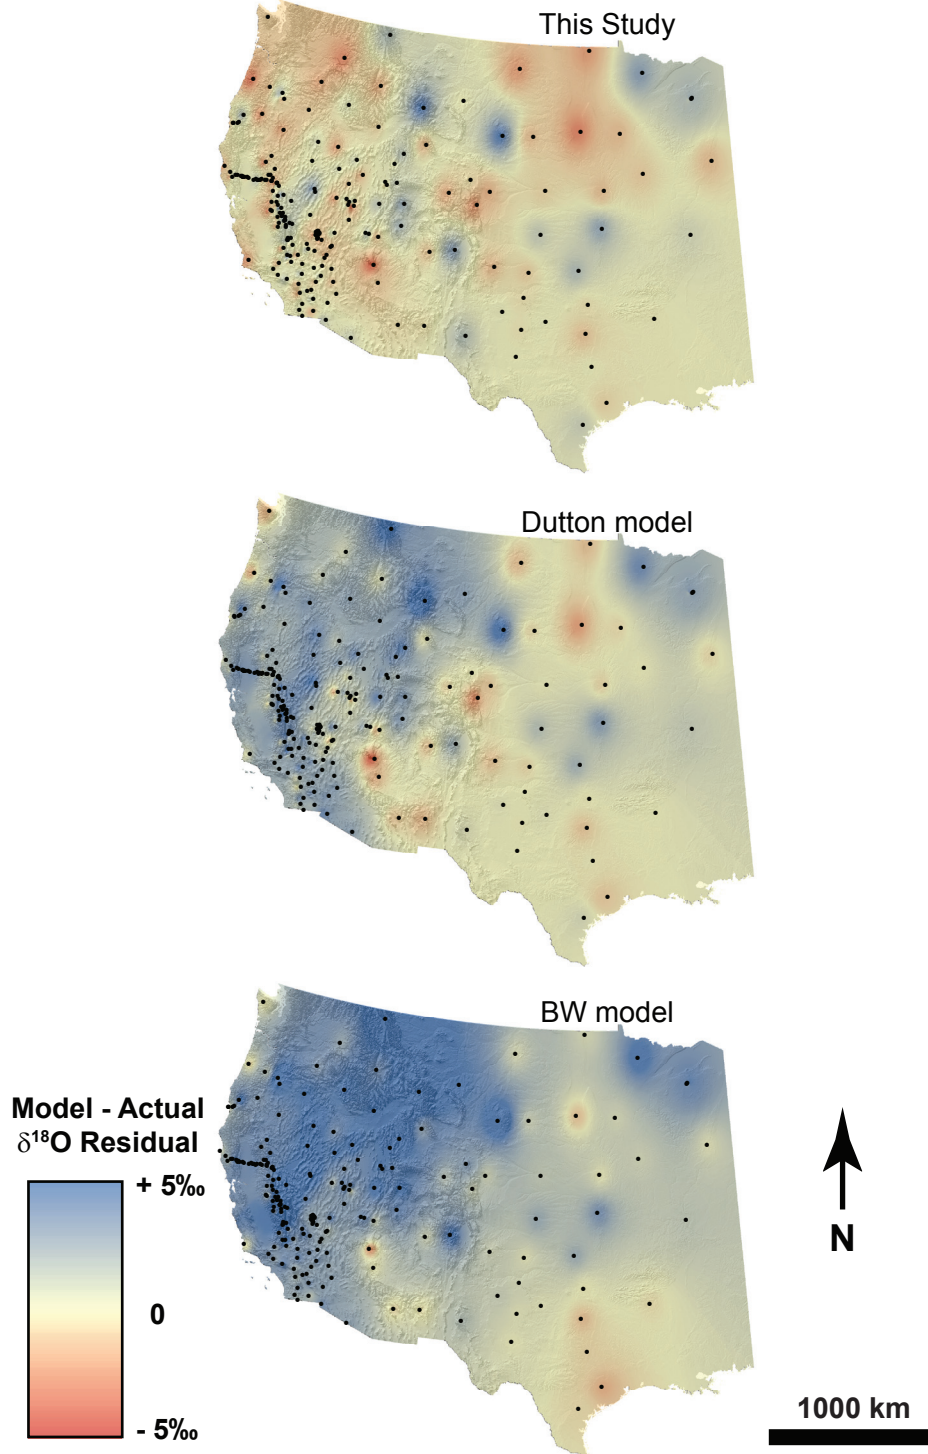 This Study
Dutton model
BW model
Model - Actual
δ¹⁸O Residual
+ 5‰
0
- 5‰
N
1000 km